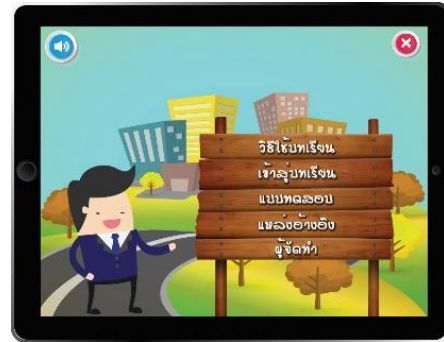 วิธีใช้บทเรียน
เข้าสู่บทเรียน
แบบทดสอบ
แหล่งอ้างอิง
ผู้จัดทำ